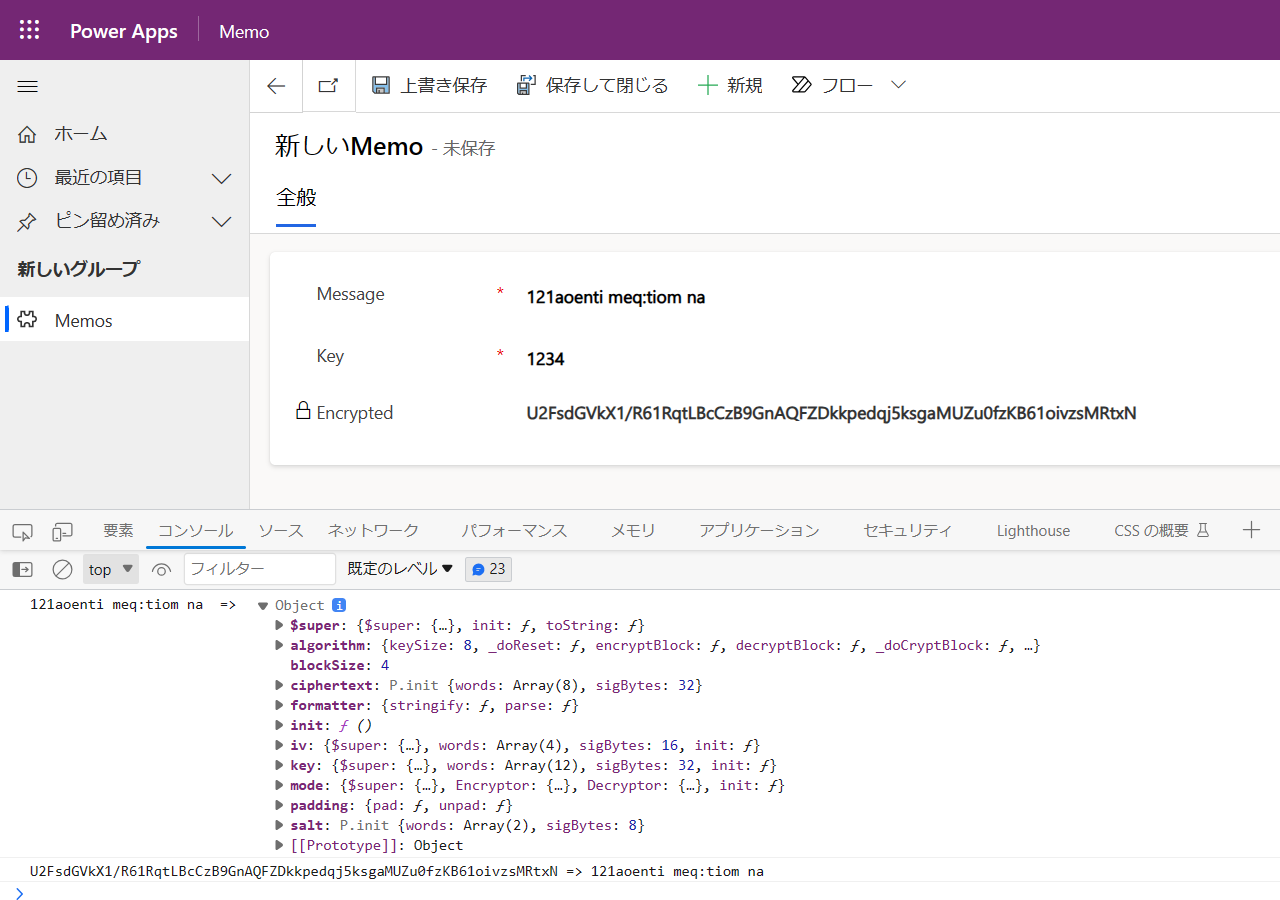 Power Apps Memo
上書き保存 保存して閉じる 新規 フロー
ホーム
最近の項目
ピン留め済み
新しいグループ
Memos
新しいMemo - 未保存
全般
Message * 121aoenti meq:tiom na
Key * 1234
Encrypted U2FsdGVkX1/R61RqtLBcCzB9GnAQFZDkkpedqj5ksgaMUZu0fzKB61oivzsMRtxN
要素 コンソール ソース ネットワーク パフォーマンス メモリ アプリケーション セキュリティ Lighthouse CSS の概要
top フィルター 既定のレベル 23
121aoenti meq:tiom na => Object i
$super: {$super: {…}, init: ƒ, toString: ƒ}
algorithm: {keySize: 8, _doReset: ƒ, encryptBlock: ƒ, decryptBlock: ƒ, _doCryptBlock: ƒ, …}
blockSize: 4
ciphertext: P.init {words: Array(8), sigBytes: 32}
formatter: {stringify: ƒ, parse: ƒ}
init: ƒ ()
iv: {$super: {…}, words: Array(4), sigBytes: 16, init: ƒ}
key: {$super: {…}, words: Array(12), sigBytes: 32, init: ƒ}
mode: {$super: {…}, Encryptor: {…}, Decryptor: {…}, init: ƒ}
padding: {pad: ƒ, unpad: ƒ}
salt: P.init {words: Array(2), sigBytes: 8}
[[Prototype]]: Object
U2FsdGVkX1/R61RqtLBcCzB9GnAQFZDkkpedqj5ksgaMUZu0fzKB61oivzsMRtxN => 121aoenti meq:tiom na